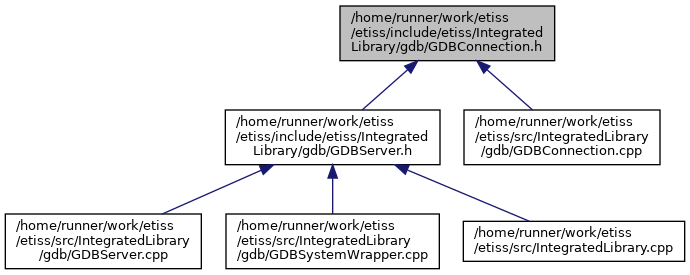 /home/runner/work/etiss
/etiss/include/etiss/Integrated
Library/gdb/GDBConnection.h
/home/runner/work/etiss
/etiss/include/etiss/Integrated
Library/gdb/GDBServer.h
/home/runner/work/etiss
/etiss/src/IntegratedLibrary
/gdb/GDBConnection.cpp
/home/runner/work/etiss
/etiss/src/IntegratedLibrary
/gdb/GDBServer.cpp
/home/runner/work/etiss
/etiss/src/IntegratedLibrary
/gdb/GDBSystemWrapper.cpp
/home/runner/work/etiss
/etiss/src/IntegratedLibrary.cpp